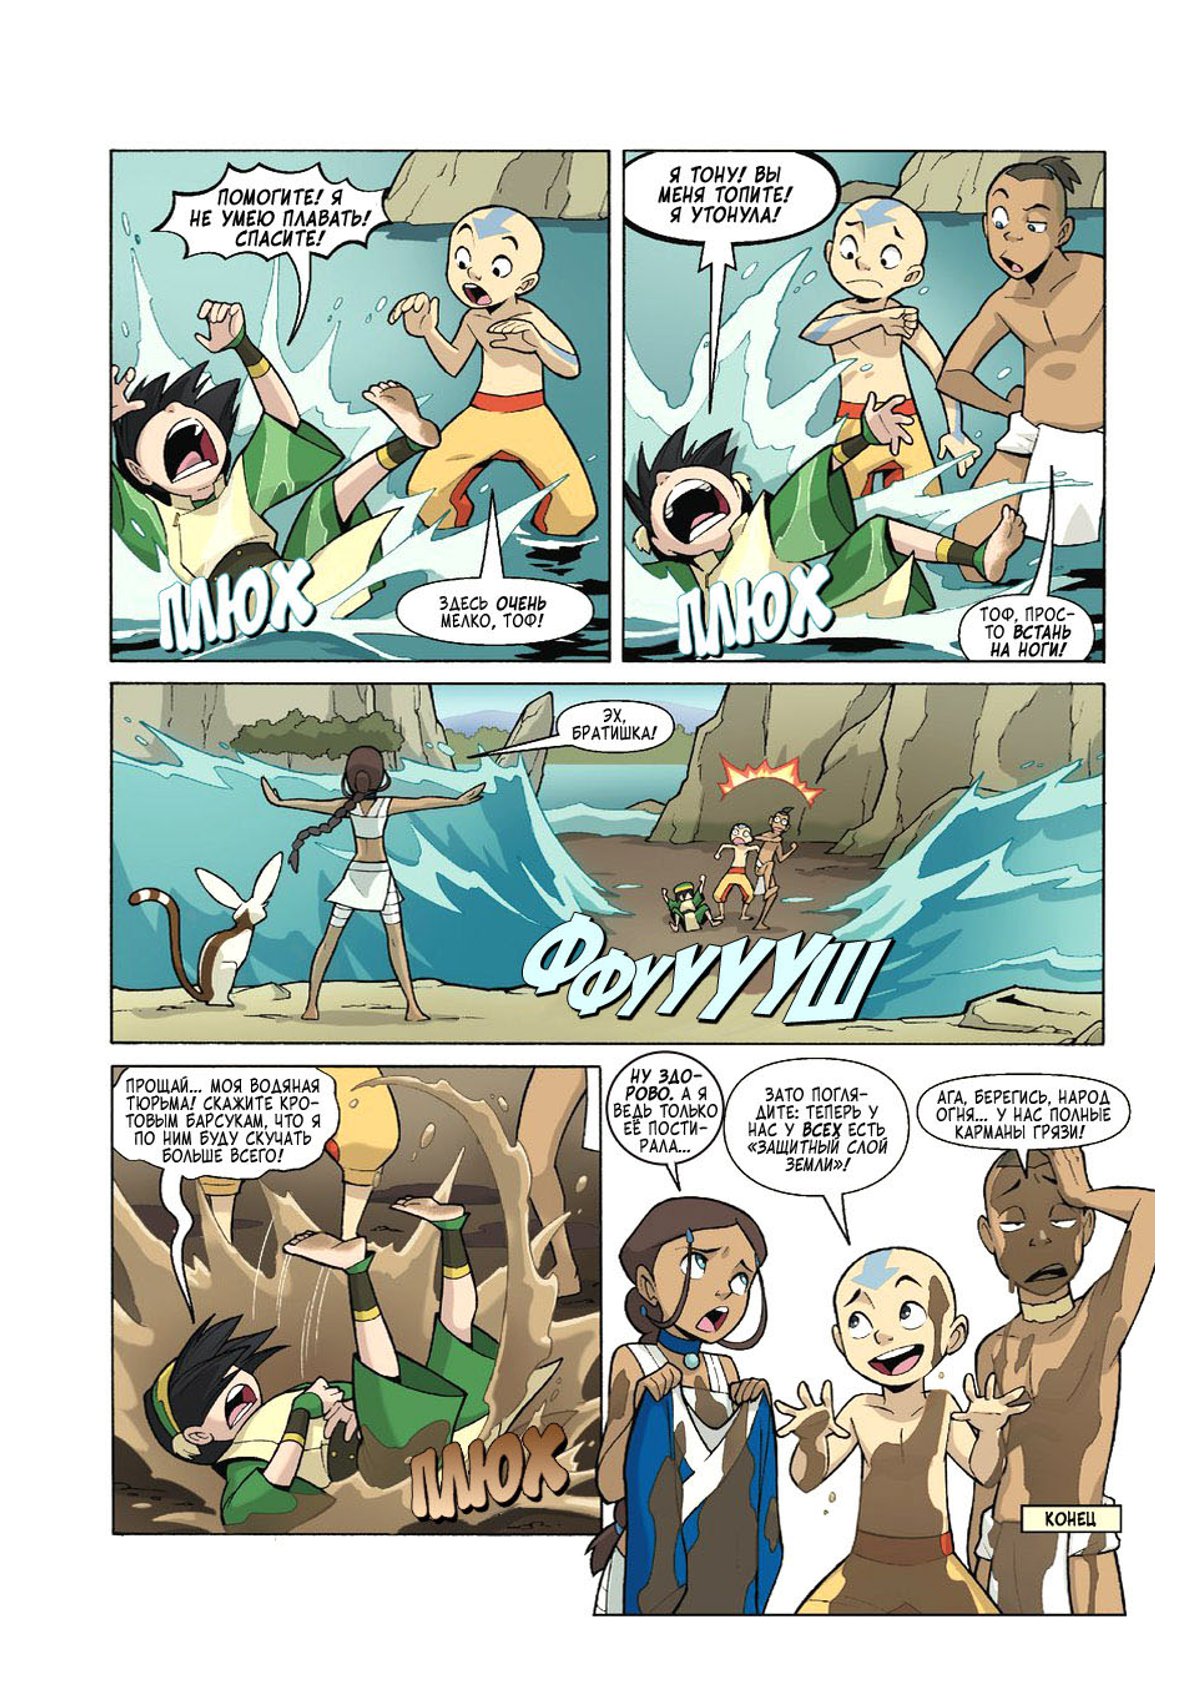 ПОМОГИТЕ! Я
НЕ УМЕЮ ПЛАВАТЬ!
СПАСИТЕ!
ПЛЮХ
ЗДЕСЬ ОЧЕНЬ
МЕЛКО, ТОФ!
Я ТОНУ! ВЫ
МЕНЯ ТОПИТЕ!
Я УТОНУЛА!
ПЛЮХ
ТОФ, ПРОС-
ТО ВСТАНЬ
НА НОГИ!
ЭХ,
БРАТИШКА!
ФФУУУУУШ
ПРОЩАЙ... МОЯ ВОДЯНАЯ
ТЮРЬМА! СКАЖИТЕ КРО-
ТОВЫМ БАРСУКАМ, ЧТО Я
ПО НИМ БУДУ СКУЧАТЬ
БОЛЬШЕ ВСЕГО!
ПЛЮХ
НУ ЗДО-
РОВО. А Я
ВЕДЬ ТОЛЬКО
ЕЁ ПОСТИ-
РАЛА...
ЗАТО ПОГЛЯ-
ДИТЕ: ТЕПЕРЬ У
НАС У ВСЕХ ЕСТЬ
«ЗАЩИТНЫЙ СЛОЙ
ЗЕМЛИ»!
АГА, БЕРЕГИСЬ, НАРОД
ОГНЯ... У НАС ПОЛНЫЕ
КАРМАНЫ ГРЯЗИ!
КОНЕЦ